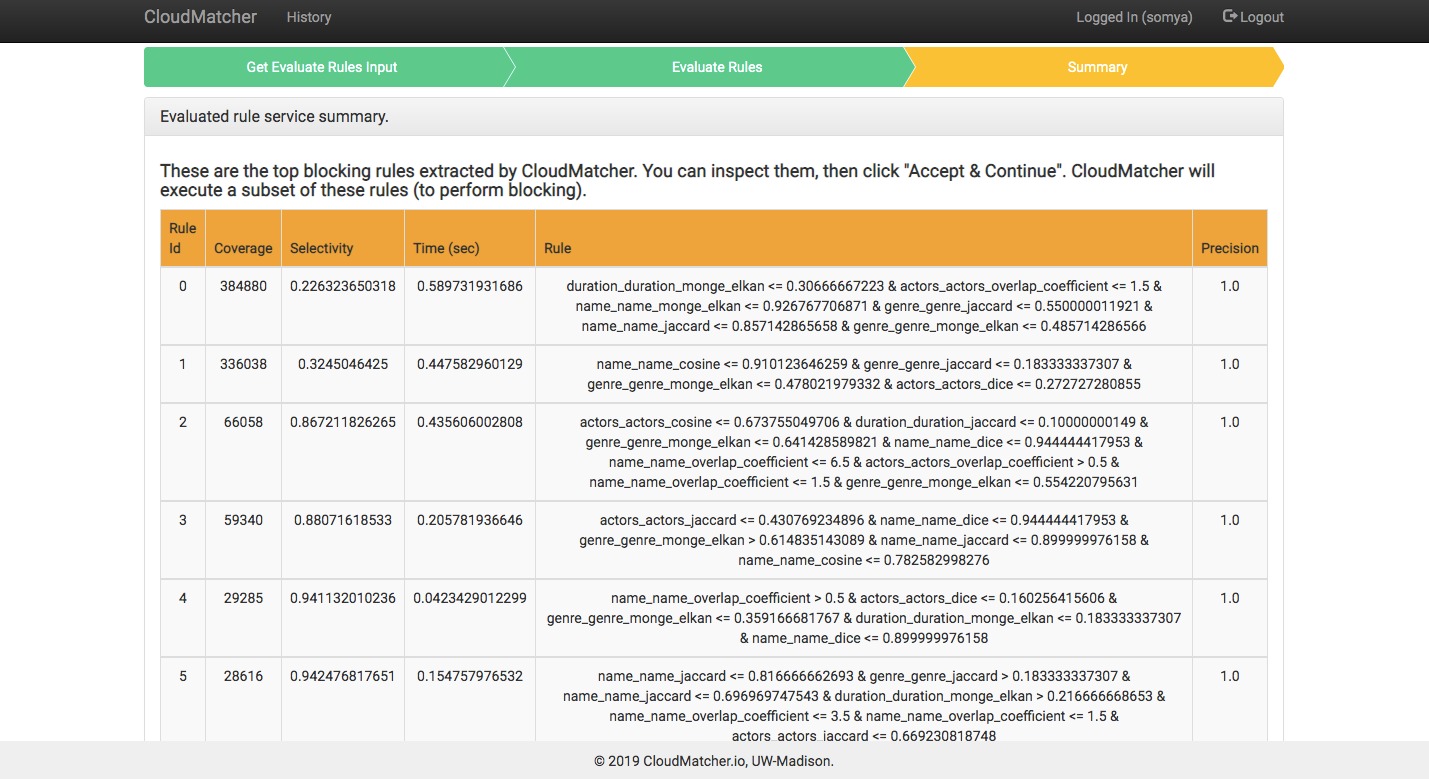 CloudMatcher History Logged In (somya) Logout
Get Evaluate Rules Input Evaluate Rules Summary
Evaluated rule service summary.
These are the top blocking rules extracted by CloudMatcher. You can inspect them, then click "Accept & Continue". CloudMatcher will
execute a subset of these rules (to perform blocking).
Rule
Id Coverage Selectivity Time (sec) Rule Precision
0 384880 0.226323650318 0.589731931686 duration_duration_monge_elkan <= 0.30666667223 & actors_actors_overlap_coefficient <= 1.5 & 1.0
name_name_monge_elkan <= 0.926767706871 & genre_genre_jaccard <= 0.550000011921 &
name_name_jaccard <= 0.857142865658 & genre_genre_monge_elkan <= 0.485714286566
1 336038 0.3245046425 0.447582960129 name_name_cosine <= 0.910123646259 & genre_genre_jaccard <= 0.183333337307 & 1.0
genre_genre_monge_elkan <= 0.478021979332 & actors_actors_dice <= 0.272727280855
2 66058 0.867211826265 0.435606002808 actors_actors_cosine <= 0.673755049706 & duration_duration_jaccard <= 0.10000000149 & 1.0
genre_genre_monge_elkan <= 0.641428589821 & name_name_dice <= 0.944444417953 &
name_name_overlap_coefficient <= 6.5 & actors_actors_overlap_coefficient > 0.5 &
name_name_overlap_coefficient <= 1.5 & genre_genre_monge_elkan <= 0.554220795631
3 59340 0.88071618533 0.205781936646 actors_actors_jaccard <= 0.430769234896 & name_name_dice <= 0.944444417953 & 1.0
genre_genre_monge_elkan > 0.614835143089 & name_name_jaccard <= 0.899999976158 &
name_name_cosine <= 0.782582998276
4 29285 0.941132010236 0.0423429012299 name_name_overlap_coefficient > 0.5 & actors_actors_dice <= 0.160256415606 & 1.0
genre_genre_monge_elkan <= 0.359166681767 & duration_duration_monge_elkan <= 0.183333337307
& name_name_dice <= 0.899999976158
5 28616 0.942476817651 0.154757976532 name_name_jaccard <= 0.816666662693 & genre_genre_jaccard > 0.183333337307 & 1.0
name_name_jaccard <= 0.696969747543 & duration_duration_monge_elkan > 0.216666668653 &
name_name_overlap_coefficient <= 3.5 & name_name_overlap_coefficient <= 1.5 &
actors_actors_jaccard <= 0.669230818748
© 2019 CloudMatcher.io, UW-Madison.